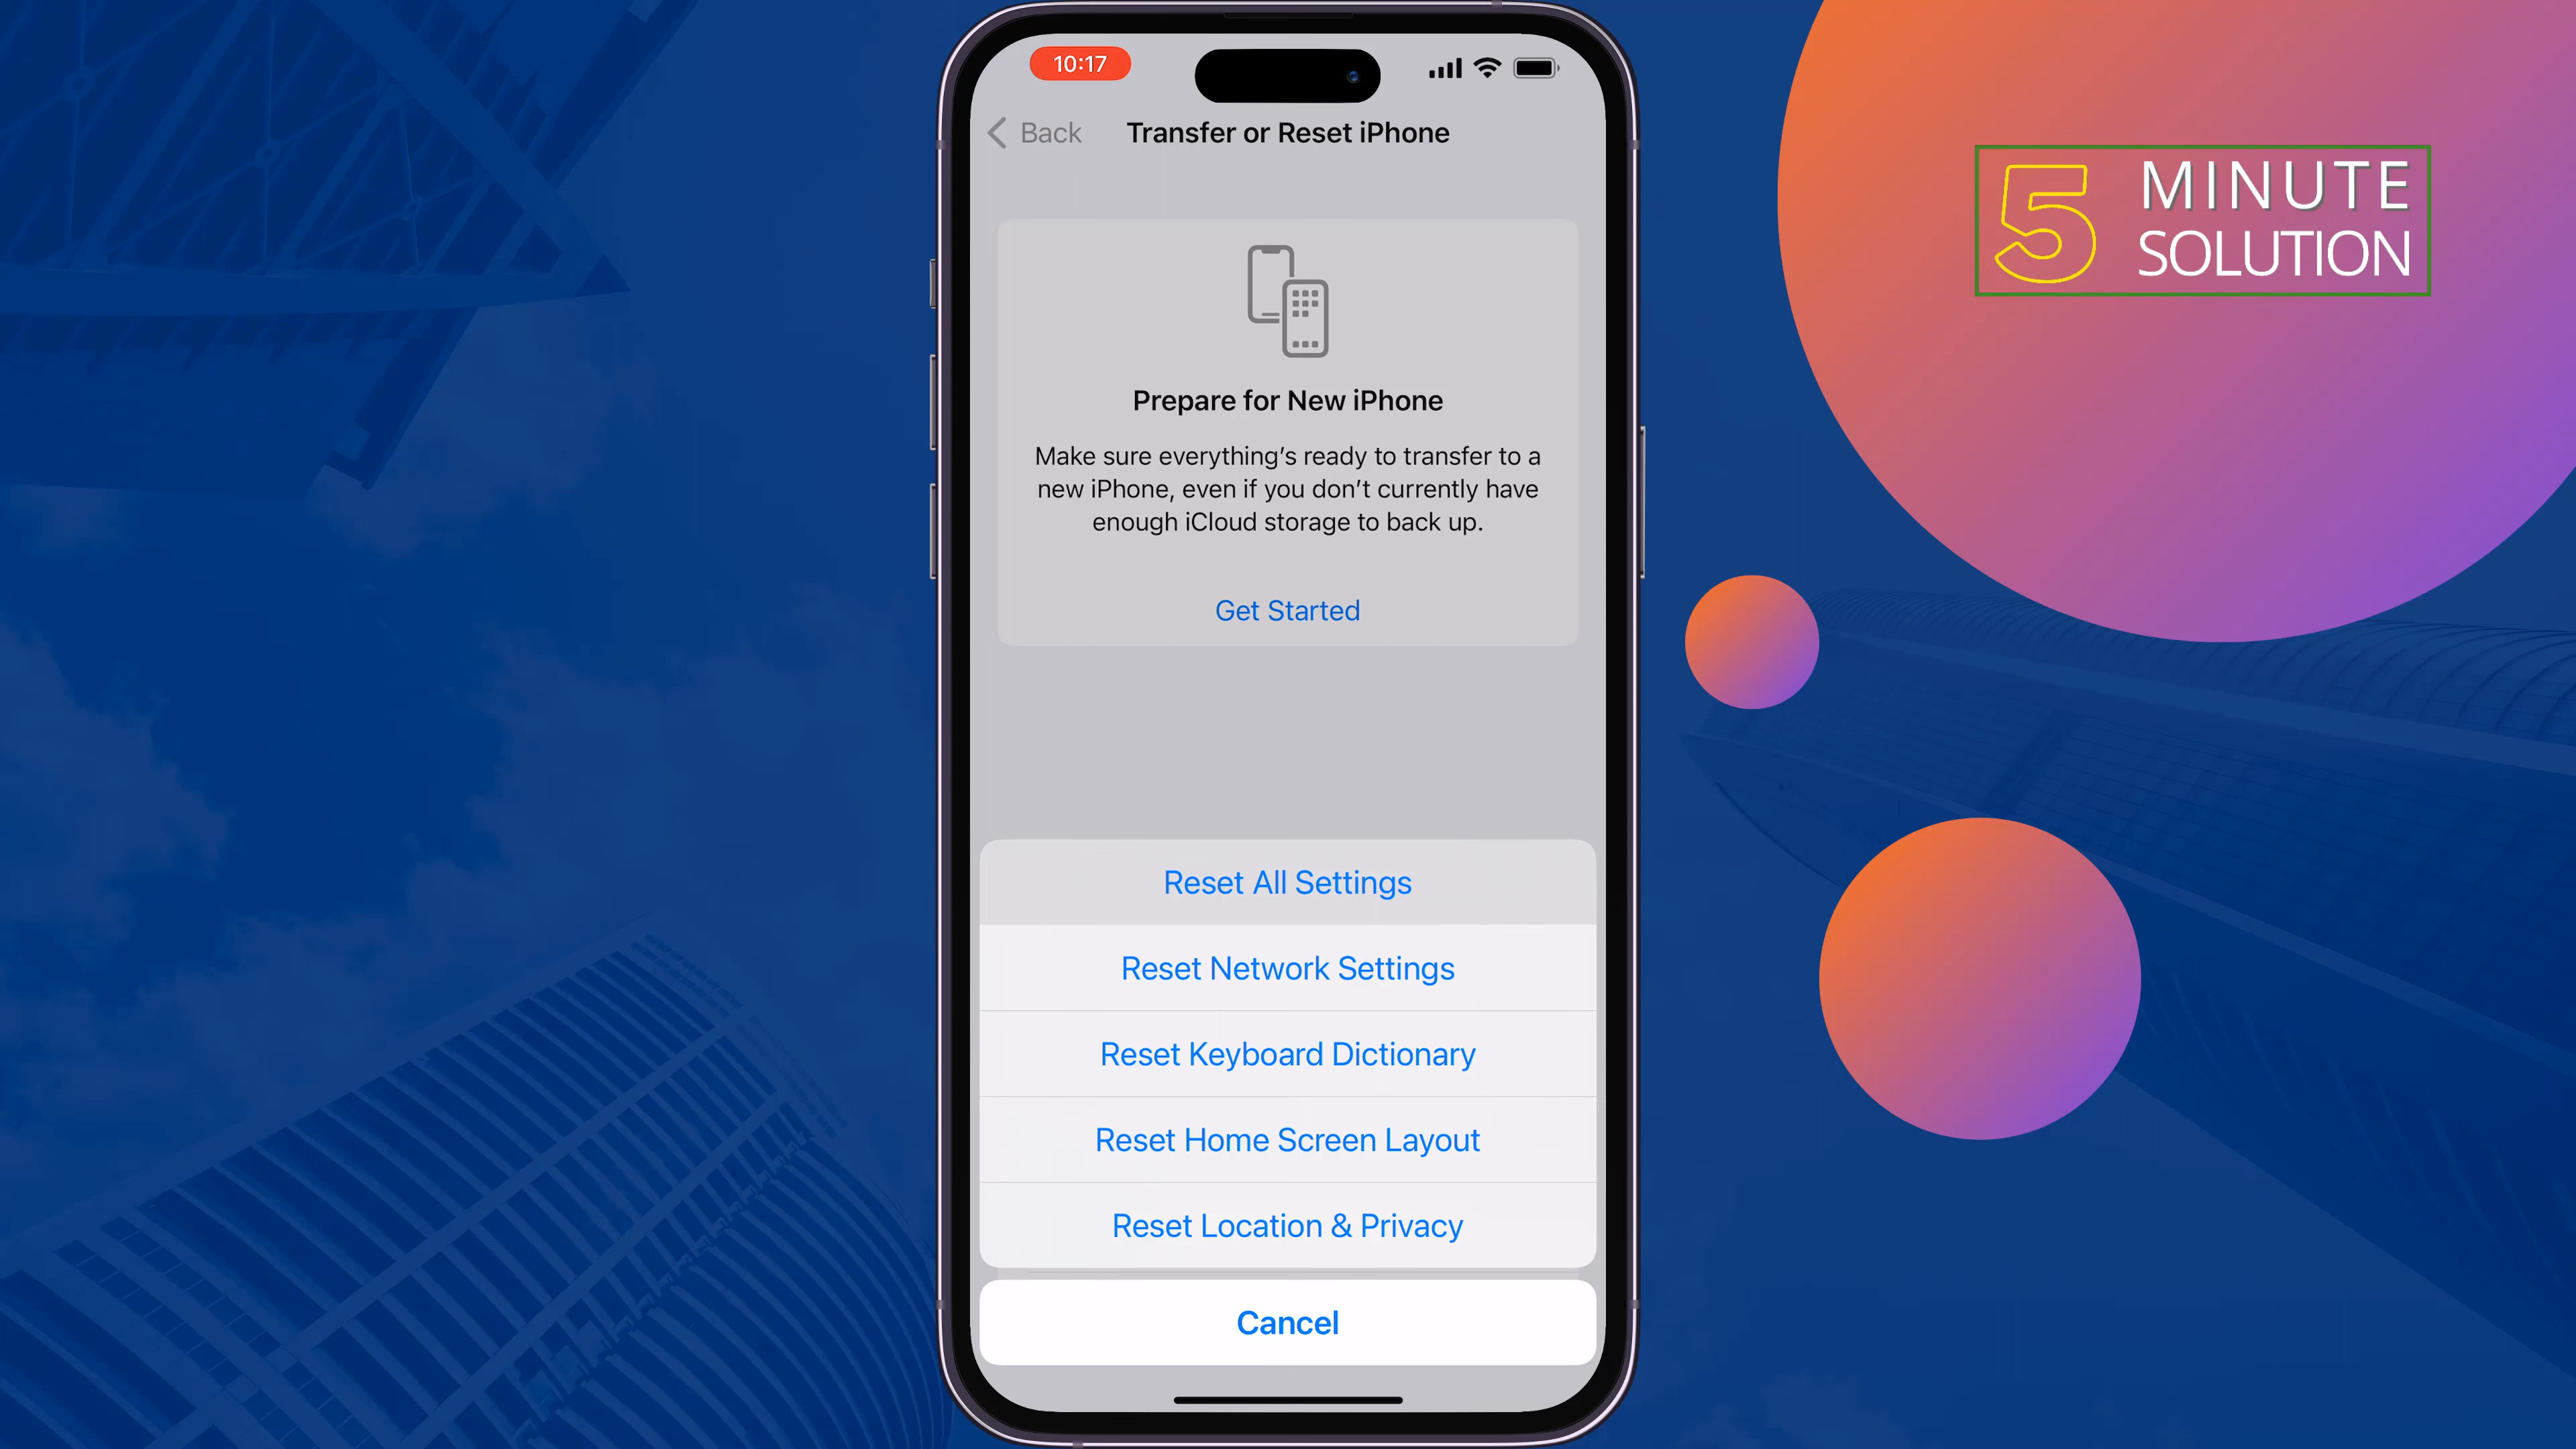 10:17
Back
Transfer or Reset iPhone
5 MINUTE
SOLUTION
Prepare for New iPhone
Make sure everything’s ready to transfer to a
new iPhone, even if you don’t currently have
enough iCloud storage to back up.
Get Started
Reset All Settings
Reset Network Settings
Reset Keyboard Dictionary
Reset Home Screen Layout
Reset Location & Privacy
Cancel